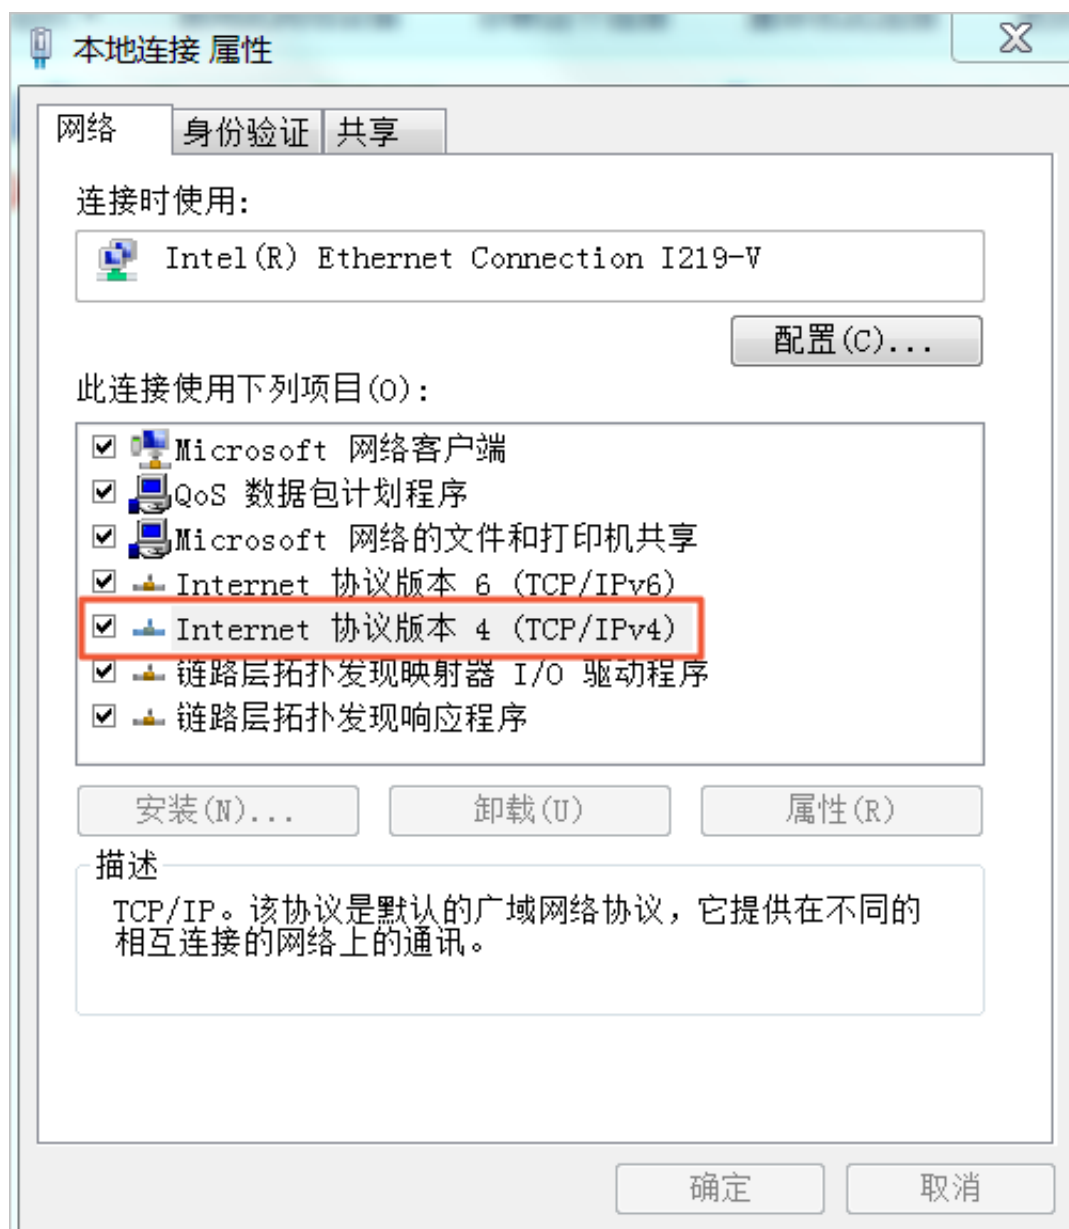 本地连接 属性
网络 身份验证 共享
连接时使用:
Intel(R) Ethernet Connection I219-V
配置(C)...
此连接使用下列项目(O):
Microsoft 网络客户端
QoS 数据包计划程序
Microsoft 网络的文件和打印机共享
Internet 协议版本 6 (TCP/IPv6)
Internet 协议版本 4 (TCP/IPv4)
链路层拓扑发现映射器 I/O 驱动程序
链路层拓扑发现响应程序
安装(N)... 卸载(U) 属性(R)
描述
TCP/IP。该协议是默认的广域网络协议，它提供在不同的
相互连接的网络上的通讯。
确定 取消